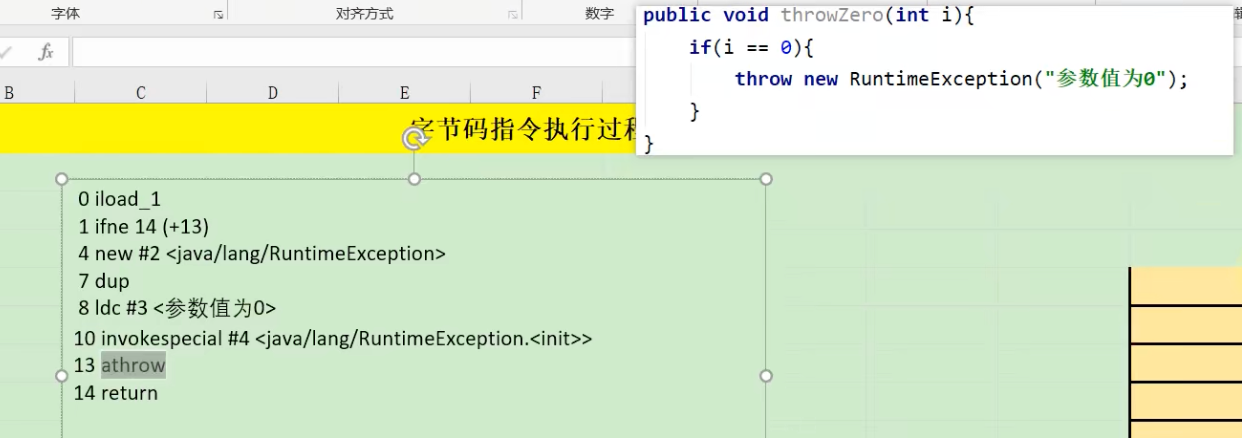 字体
对齐方式
数字
fx
B
C
D
E
F
字节码指令执行过程
public void throwZero(int i){
if(i == 0){
throw new RuntimeException("参数值为0");
}
}
0 iload_1
1 ifne 14 (+13)
4 new #2 <java/lang/RuntimeException>
7 dup
8 ldc #3 <参数值为0>
10 invokespecial #4 <java/lang/RuntimeException.<init>>
13 athrow
14 return